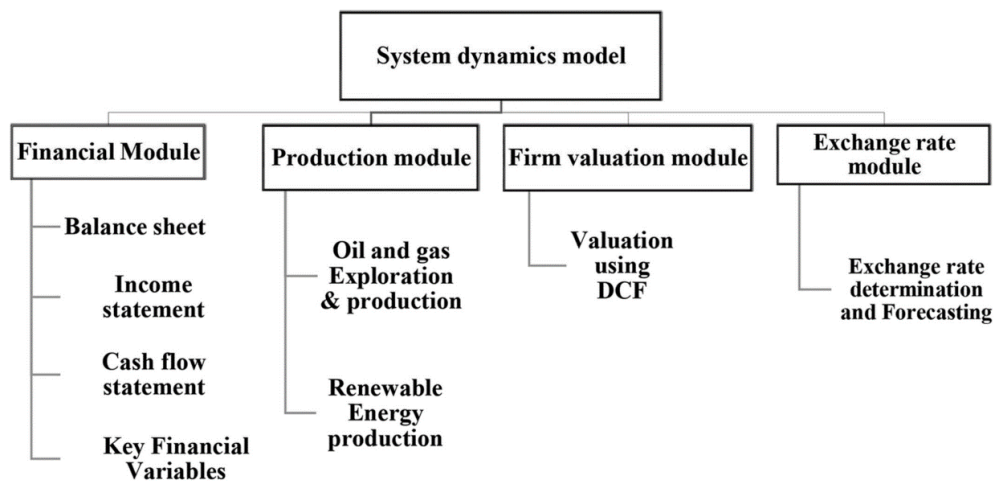 System dynamics model
Financial Module
Balance sheet
Income
statement
Cash flow
statement
Key Financial
Variables
Production module
Oil and gas
Exploration
& production
Renewable
Energy
production
Firm valuation module
Valuation
using
DCF
Exchange rate
module
Exchange rate
determination
and Forecasting